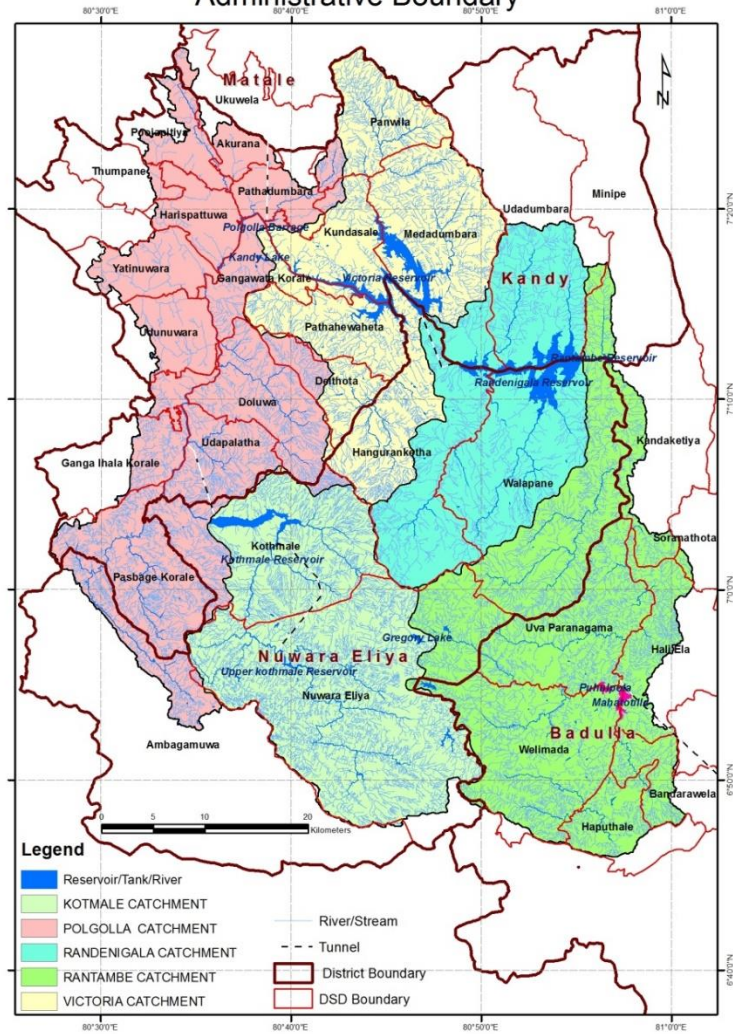 Administrative Boundary
80°30'0"E 80°40'0"E 80°50'0"E 81°0'0"E
Matale
Ukuwela
Panwila
Poojapitiya
Akurana
Thumpane
Pathadumbara
Minipe
7°20'0"N
Harispattuwa
Udadumbara
Polgolla Barrage
Kundasale
Medadumbara
Kandy Lake
Yatinuwara
Gangawata Korale
Victoria Reservoir
Kandy
Udunuwara
Pathahewaheta
Rantambe Reservoir
Delthota
Randenigala Reservoir
7°10'0"N
Doluwa
Udapalatha
Kandaketiya
Ganga Ihala Korale
Hanguranketha
Walapane
Kothmale
Kothmale Reservoir
Soranathota
Pasbage Korale
7°0'0"N
Uva Paranagama
Gregory Lake
Hali Ela
Nuwara Eliya
Upper kothmale Reservoir
Puhulpola
Nuwara Eliya
Mahatotilla
Badulla
Ambagamuwa
Welimada
6°50'0"N
Bandarawela
Haputhale
0 5 10 20
Kilometers
Legend
Reservoir/Tank/River
KOTMALE CATCHMENT
POLGOLLA CATCHMENT
RANDENIGALA CATCHMENT
RANTAMBE CATCHMENT
VICTORIA CATCHMENT
River/Stream
Tunnel
District Boundary
DSD Boundary
6°40'0"N
80°30'0"E 80°40'0"E 80°50'0"E 81°0'0"E